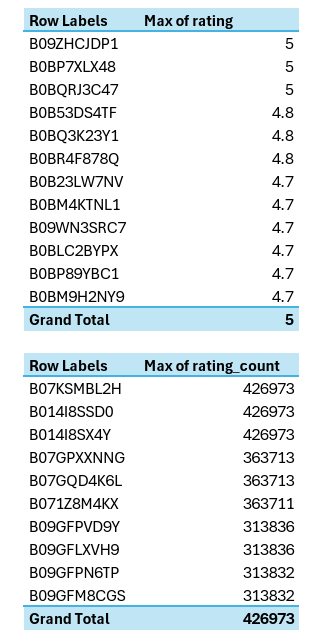 Row Labels Max of rating
B09ZHCJDP1 5
B0BP7XLX48 5
B0BQRJ3C47 5
B0B53DS4TF 4.8
B0BQ3K23Y1 4.8
B0BR4F878Q 4.8
B0B23LW7NV 4.7
B0BM4KTNL1 4.7
B09WN3SRC7 4.7
B0BLC2BYPX 4.7
B0BP89YBC1 4.7
B0BM9H2NY9 4.7
Grand Total 5
Row Labels Max of rating_count
B07KSMBL2H 426973
B014I8SSD0 426973
B014I8SX4Y 426973
B07GPXXNNG 363713
B07GQD4K6L 363713
B071Z8M4KX 363711
B09GFPVD9Y 313836
B09GFLXVH9 313836
B09GFPN6TP 313832
B09GFM8CGS 313832
Grand Total 426973